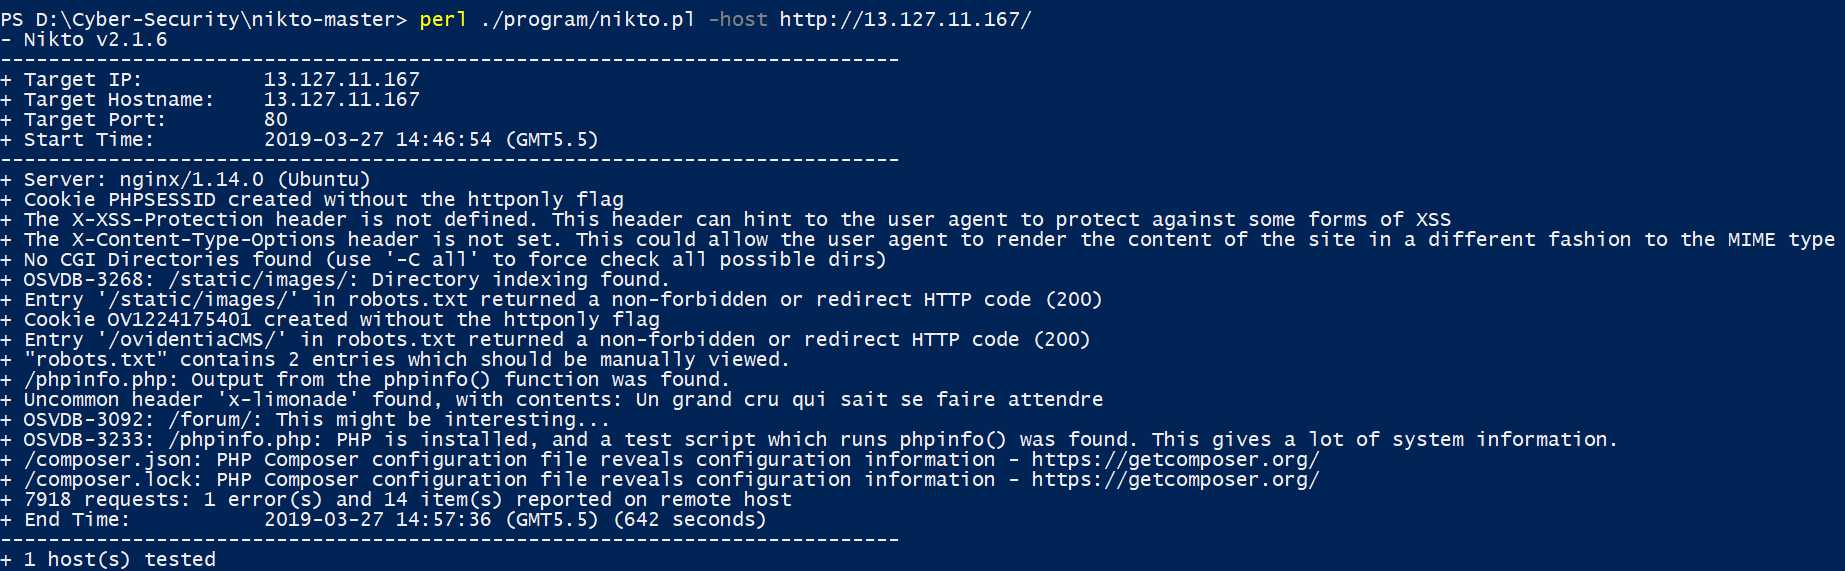 PS D:\Cyber-Security\nikto-master> perl ./program/nikto.pl -host http://13.127.11.167/
- Nikto v2.1.6
---------------------------------------------------------------------------
+ Target IP:          13.127.11.167
+ Target Hostname:    13.127.11.167
+ Target Port:        80
+ Start Time:         2019-03-27 14:46:54 (GMT5.5)
---------------------------------------------------------------------------
+ Server: nginx/1.14.0 (Ubuntu)
+ Cookie PHPSESSID created without the httponly flag
+ The X-XSS-Protection header is not defined. This header can hint to the user agent to protect against some forms of XSS
+ The X-Content-Type-Options header is not set. This could allow the user agent to render the content of the site in a different fashion to the MIME type
+ No CGI Directories found (use '-C all' to force check all possible dirs)
+ OSVDB-3268: /static/images/: Directory indexing found.
+ Entry '/static/images/' in robots.txt returned a non-forbidden or redirect HTTP code (200)
+ Cookie OV1224175401 created without the httponly flag
+ Entry '/ovidentiaCMS/' in robots.txt returned a non-forbidden or redirect HTTP code (200)
+ "robots.txt" contains 2 entries which should be manually viewed.
+ /phpinfo.php: Output from the phpinfo() function was found.
+ Uncommon header 'x-limonade' found, with contents: Un grand cru qui sait se faire attendre
+ OSVDB-3092: /forum/: This might be interesting...
+ OSVDB-3233: /phpinfo.php: PHP is installed, and a test script which runs phpinfo() was found. This gives a lot of system information.
+ /composer.json: PHP Composer configuration file reveals configuration information - https://getcomposer.org/
+ /composer.lock: PHP Composer configuration file reveals configuration information - https://getcomposer.org/
+ 7918 requests: 1 error(s) and 14 item(s) reported on remote host
+ End Time:           2019-03-27 14:57:36 (GMT5.5) (642 seconds)
---------------------------------------------------------------------------
+ 1 host(s) tested